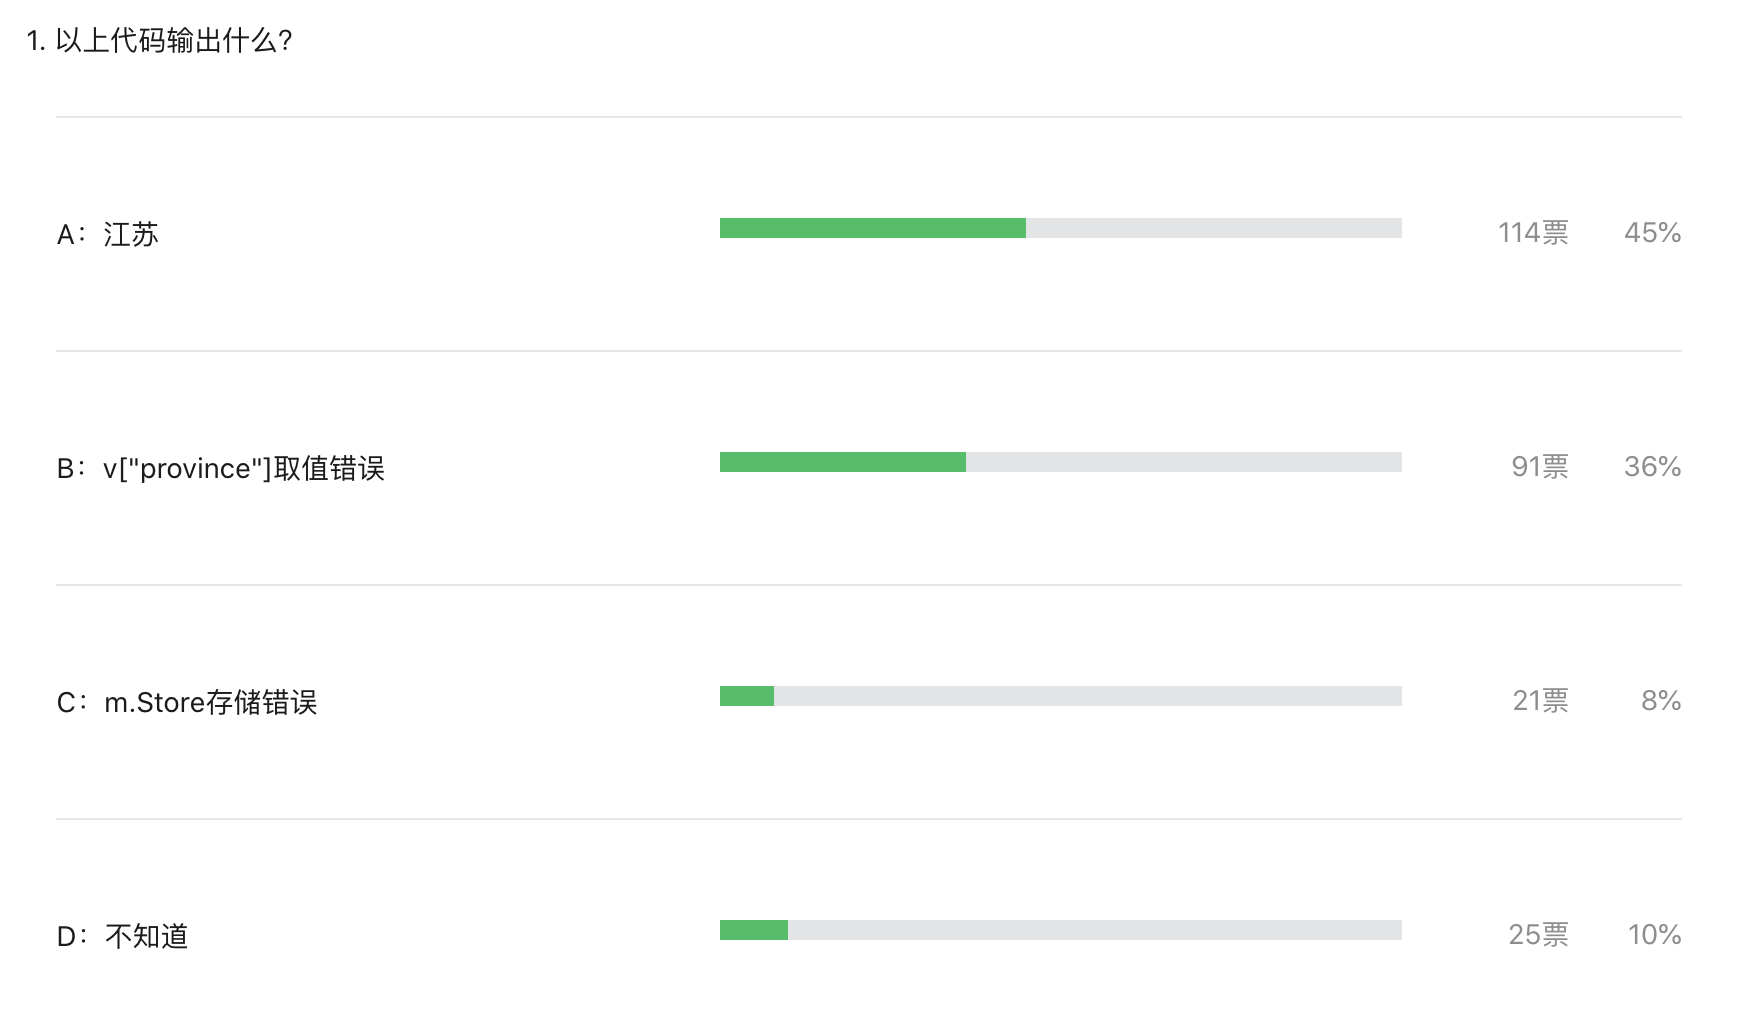 1. 以上代码输出什么?
A：江苏 114票 45%
B：v["province"]取值错误 91票 36%
C：m.Store存储错误 21票 8%
D：不知道 25票 10%